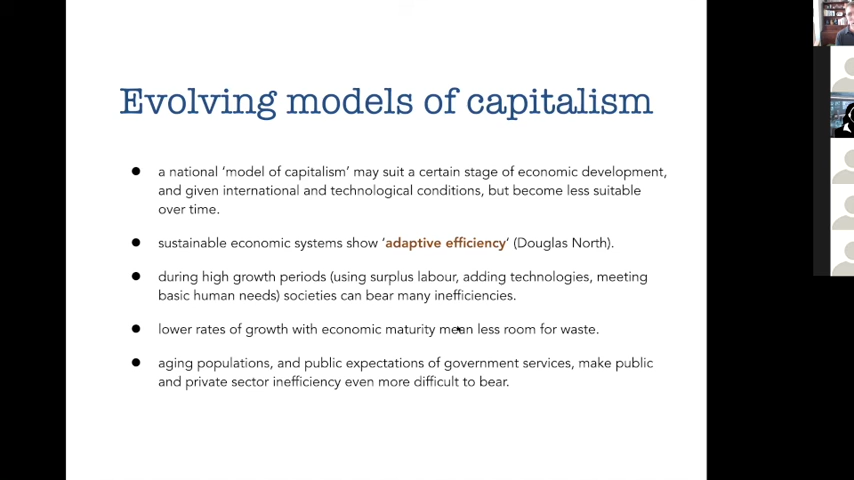 Evolving models of capitalism
● a national ‘model of capitalism’ may suit a certain stage of economic development,
and given international and technological conditions, but become less suitable
over time.
● sustainable economic systems show ‘adaptive efficiency’ (Douglas North).
● during high growth periods (using surplus labour, adding technologies, meeting
basic human needs) societies can bear many inefficiencies.
● lower rates of growth with economic maturity mean less room for waste.
● aging populations, and public expectations of government services, make public
and private sector inefficiency even more difficult to bear.